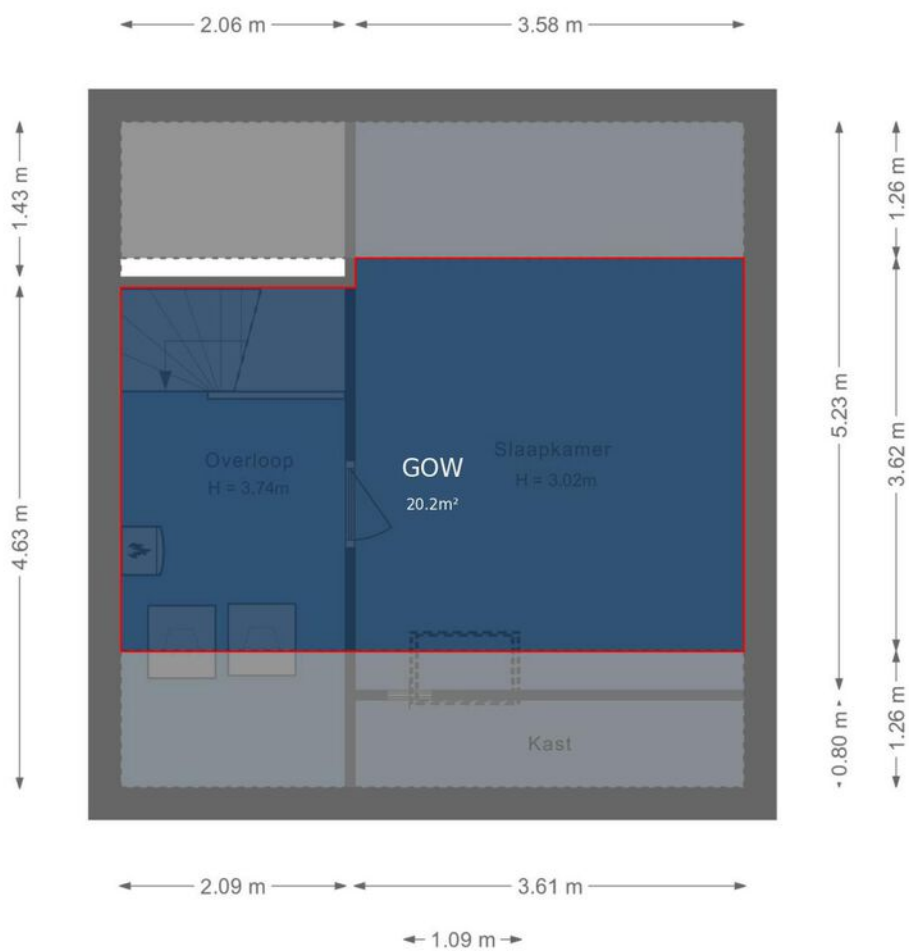 2.06 m
3.58 m
1.43 m
1.26 m
5.23 m
3.62 m
4.63 m
Overloop
H = 3.74m
GOW
20.2m²
Slaapkamer
H = 3.02m
0.80 m
1.26 m
Kast
2.09 m
3.61 m
1.09 m